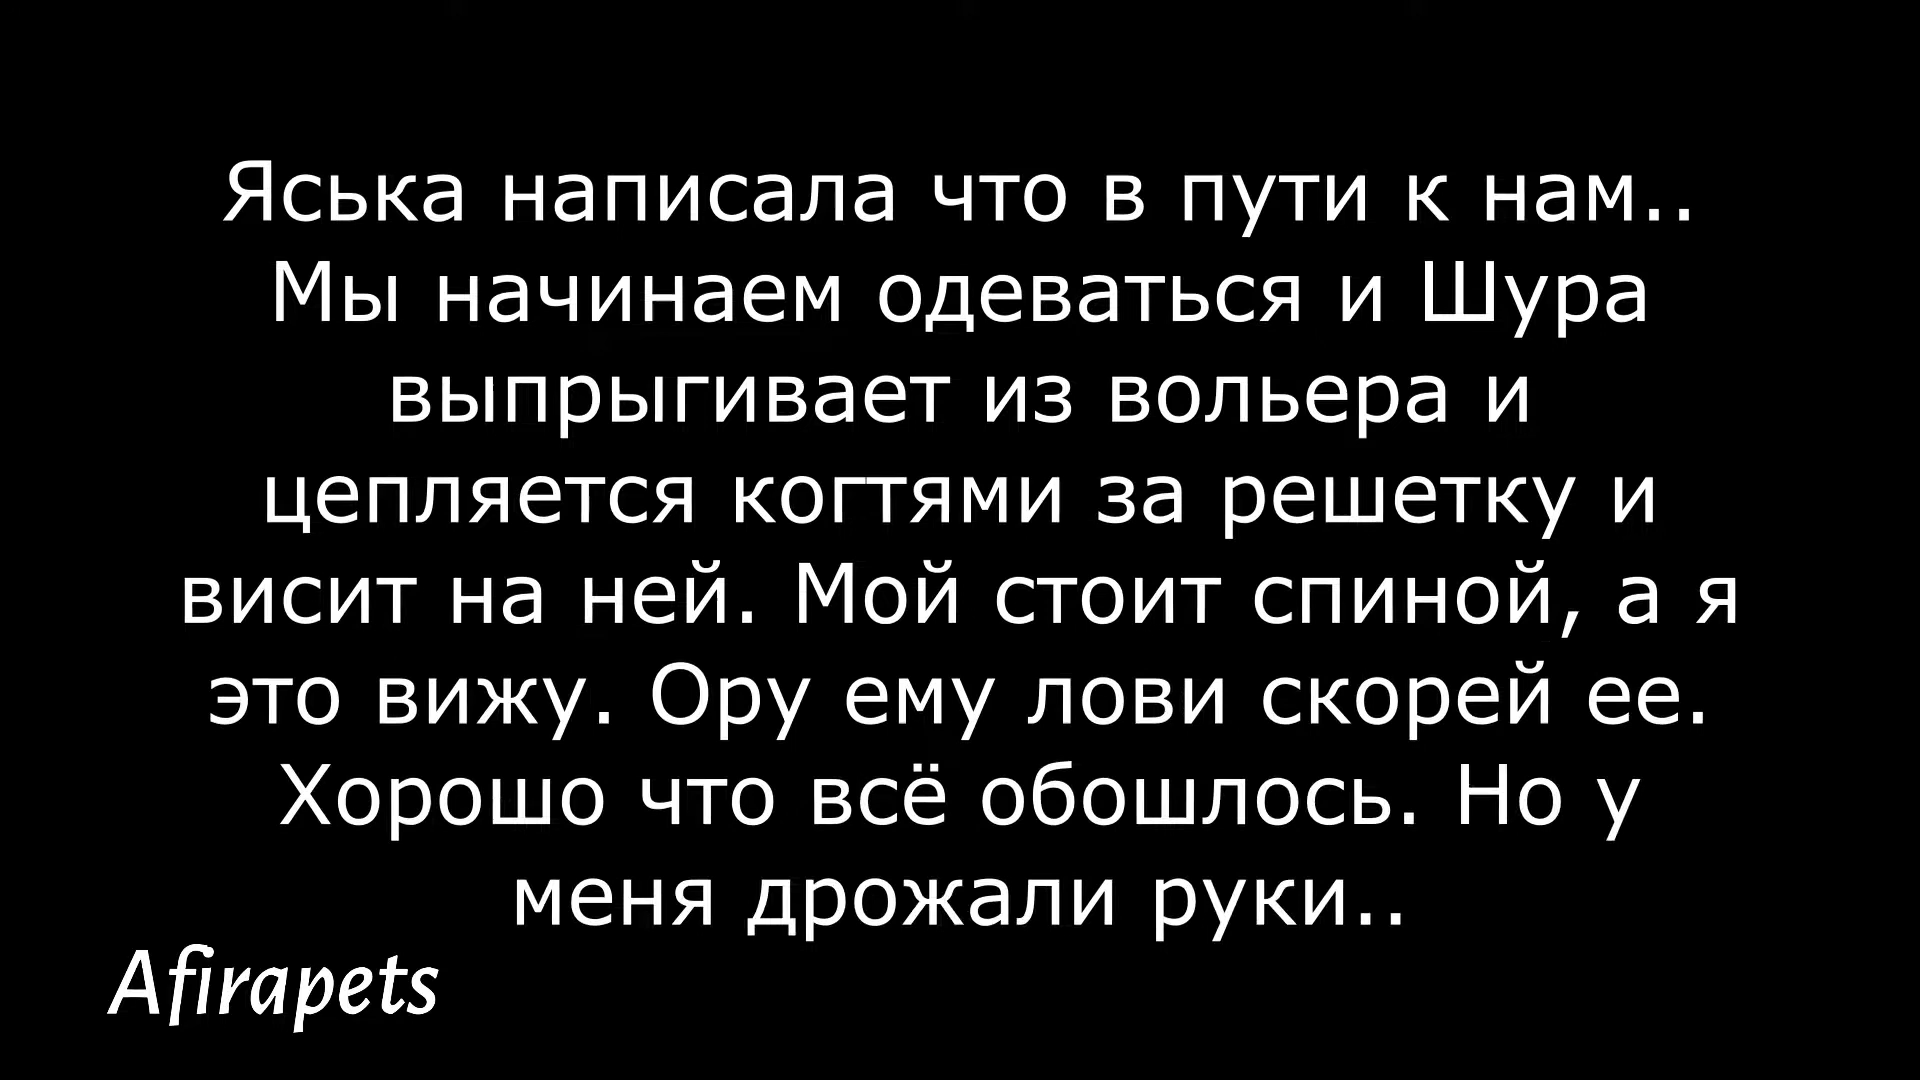 Яська написала что в пути к нам..
Мы начинаем одеваться и Шура
выпрыгивает из вольера и
цепляется когтями за решетку и
висит на ней. Мой стоит спиной, а я
это вижу. Ору ему лови скорей ее.
Хорошо что всё обошлось. Но у
меня дрожали руки..
Afirapets